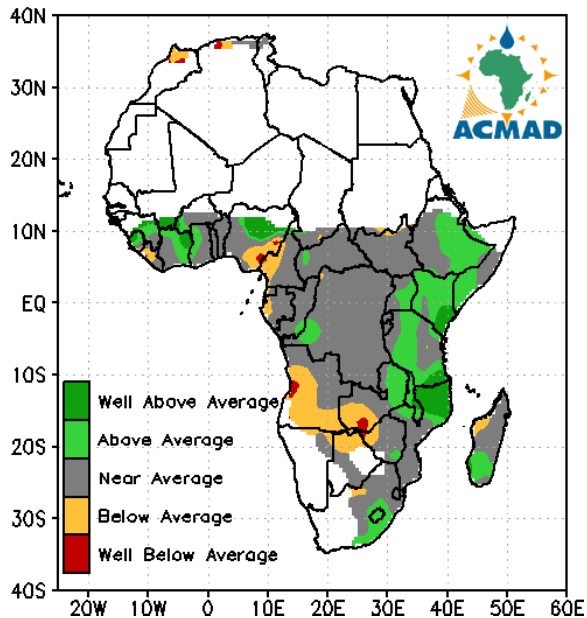 40N
30N
20N
10N
EQ
10S
20S
30S
40S
ACMAD
Well Above Average
Above Average
Near Average
Below Average
Well Below Average
20W 10W 0 10E 20E 30E 40E 50E 60E